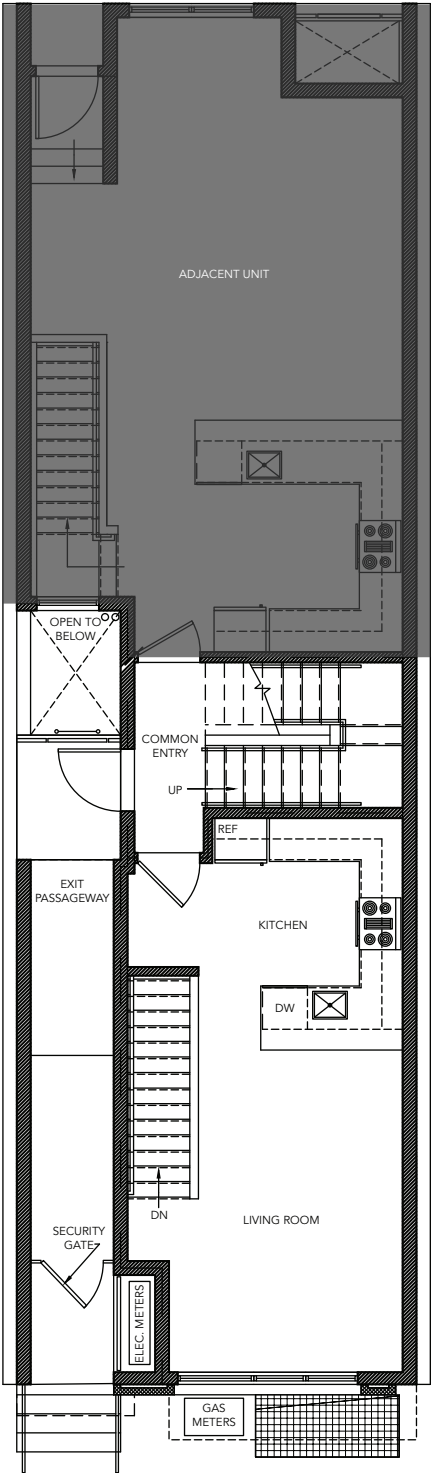 ADJACENT UNIT
OPEN TO
BELOW
COMMON
ENTRY
UP
REF
EXIT
PASSAGEWAY
KITCHEN
DW
DN
LIVING ROOM
SECURITY
GATE
ELEC. METERS
GAS
METERS